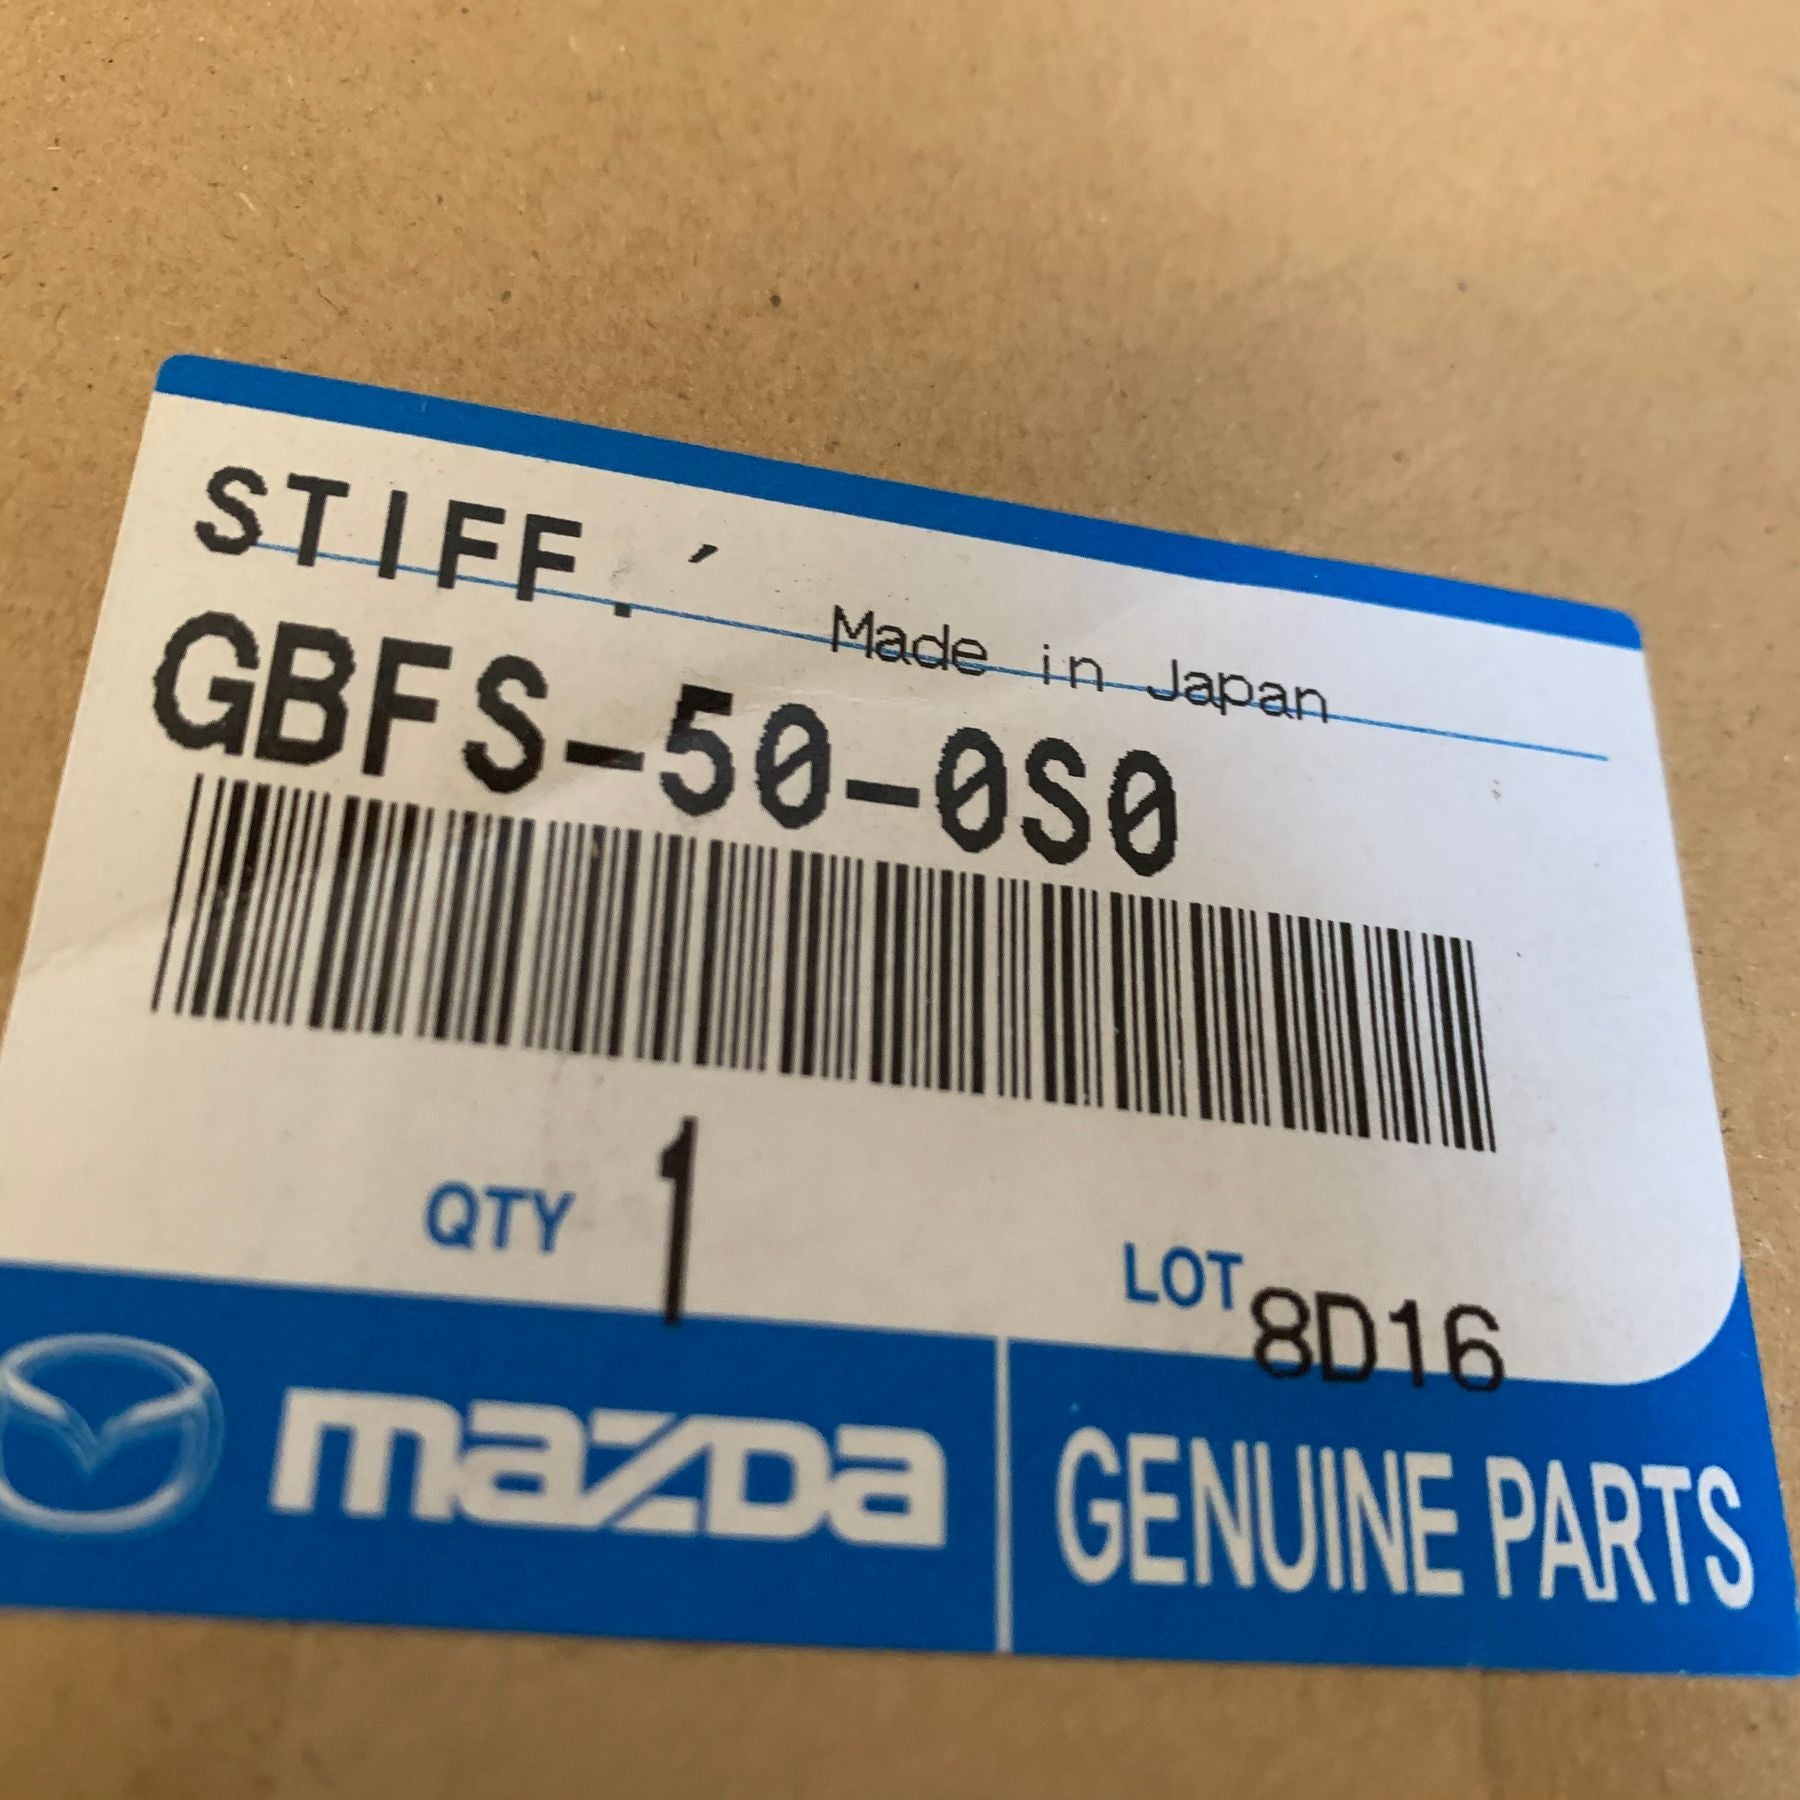 STIFF.′
Made in Japan
GBFS-50-0S0
QTY 1
LOT 8D16
mazda
GENUINE PARTS